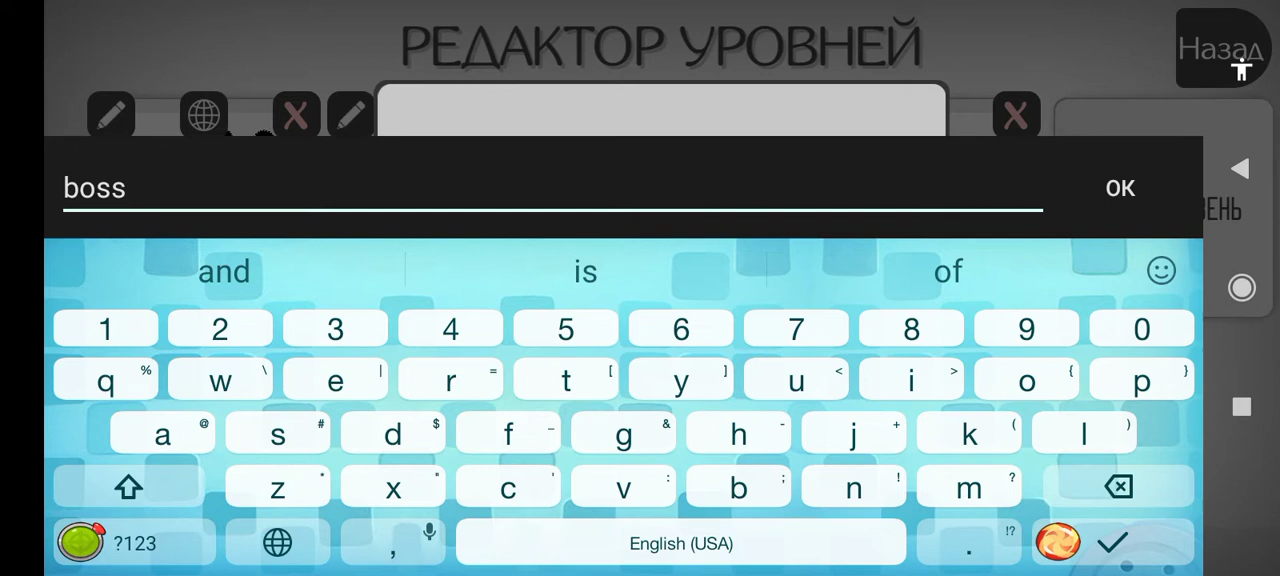 РЕДАКТОР УРОВНЕЙ
Назад
boss
OK
ЕНЬ
and is of
1 2 3 4 5 6 7 8 9 0
q % w \ e | r = t [ y ] u < i > o { p }
a @ s # d $ f _ g & h - j + k ( l )
z * x " c ' v : b ; n ! m ?
?123 , English (USA) . !?